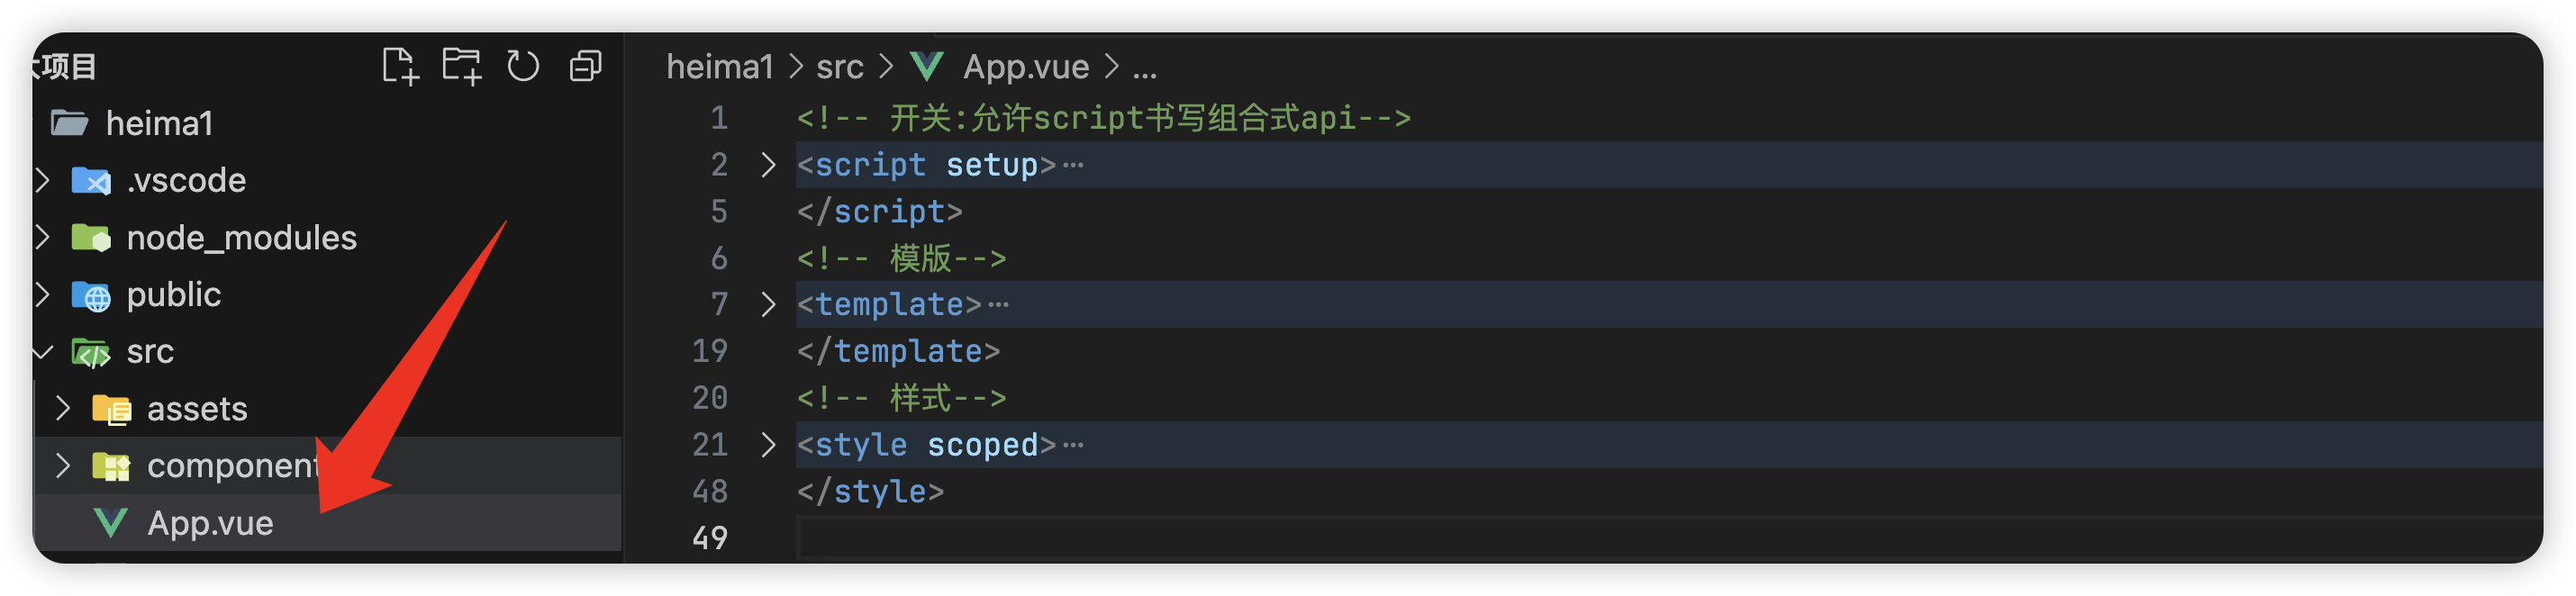 项目
heima1
.vscode
node_modules
public
src
assets
component
App.vue
heima1 > src > App.vue > ...
1 <!-- 开关:允许script书写组合式api-->
2 <script setup>···
5 </script>
6 <!-- 模版-->
7 <template>···
19 </template>
20 <!-- 样式-->
21 <style scoped>···
48 </style>
49